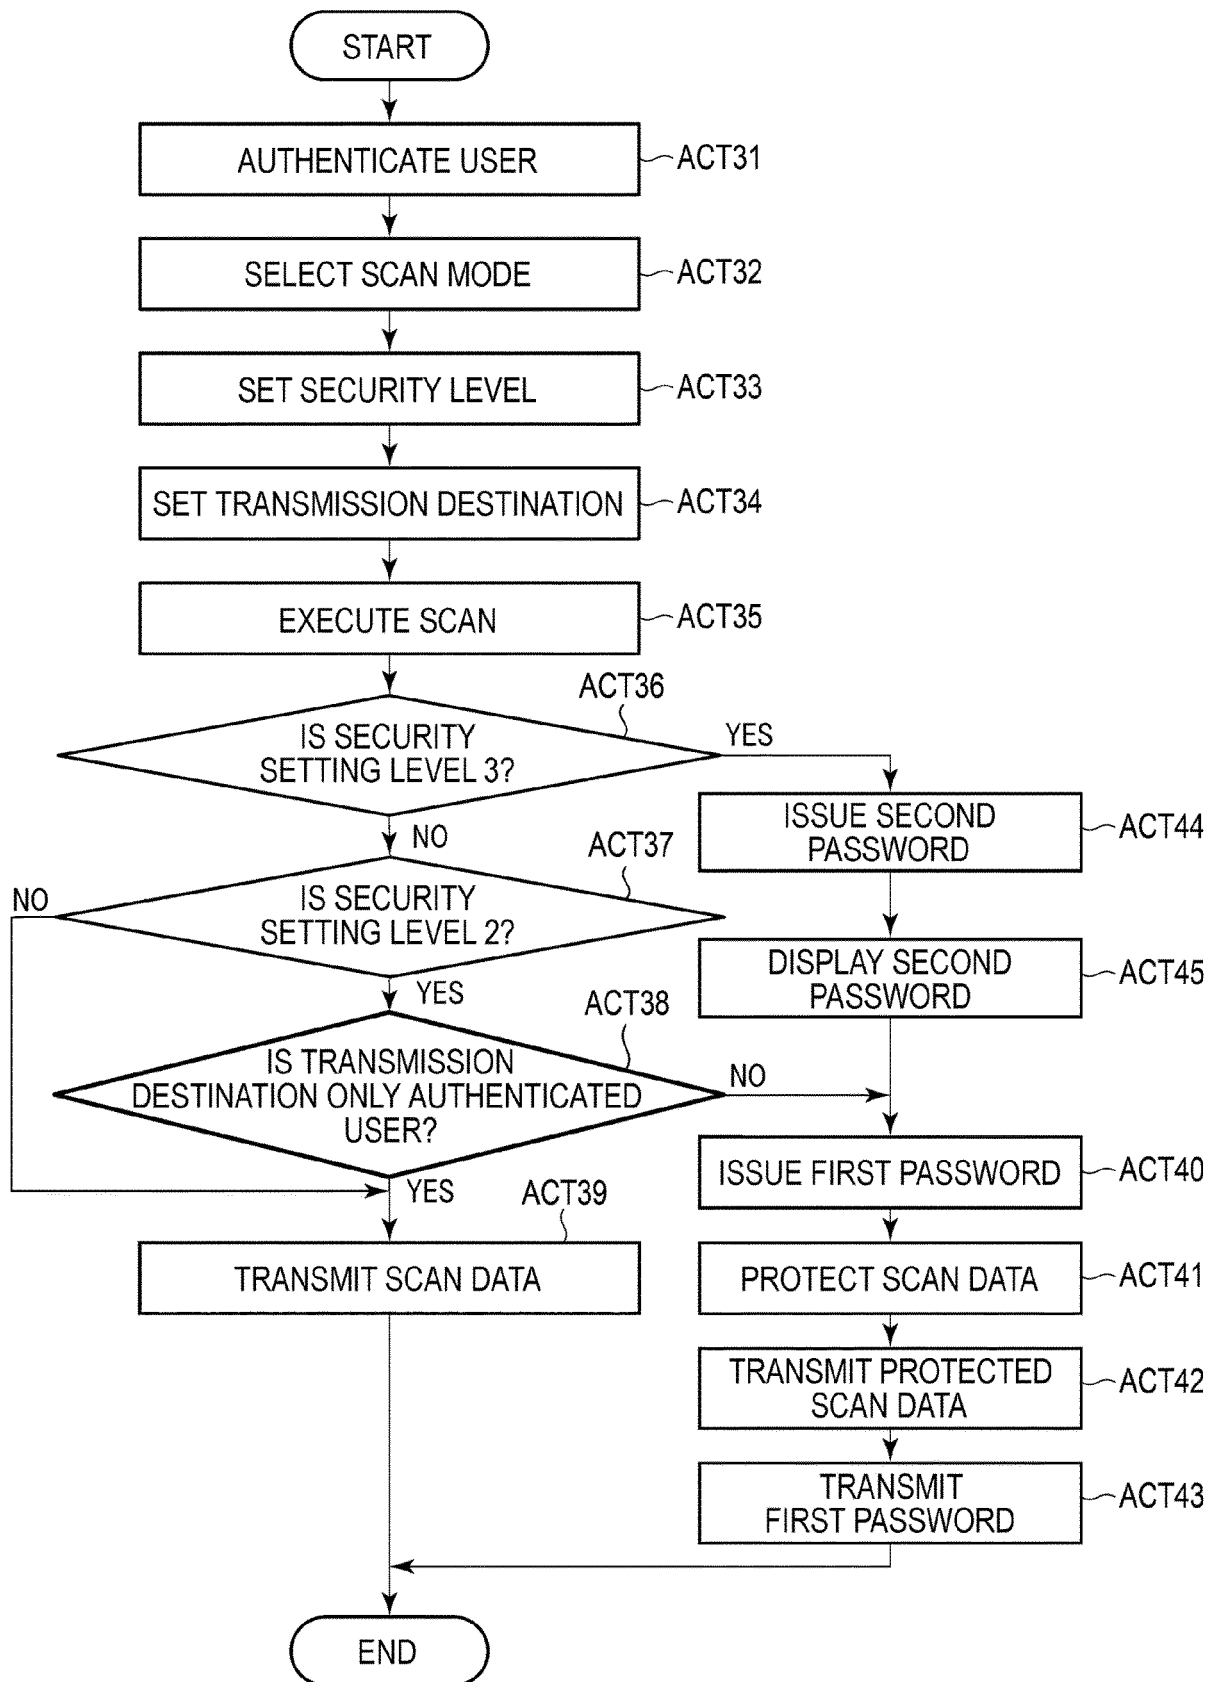 START
AUTHENTICATE USER
ACT31
SELECT SCAN MODE
ACT32
SET SECURITY LEVEL
ACT33
SET TRANSMISSION DESTINATION
ACT34
EXECUTE SCAN
ACT35
ACT36
IS SECURITY
SETTING LEVEL 3?
YES
NO
ISSUE SECOND
PASSWORD
ACT44
ACT37
IS SECURITY
SETTING LEVEL 2?
NO
YES
DISPLAY SECOND
PASSWORD
ACT45
ACT38
IS TRANSMISSION
DESTINATION ONLY AUTHENTICATED
USER?
NO
YES
ISSUE FIRST PASSWORD
ACT40
ACT39
TRANSMIT SCAN DATA
PROTECT SCAN DATA
ACT41
TRANSMIT PROTECTED
SCAN DATA
ACT42
TRANSMIT
FIRST PASSWORD
ACT43
END